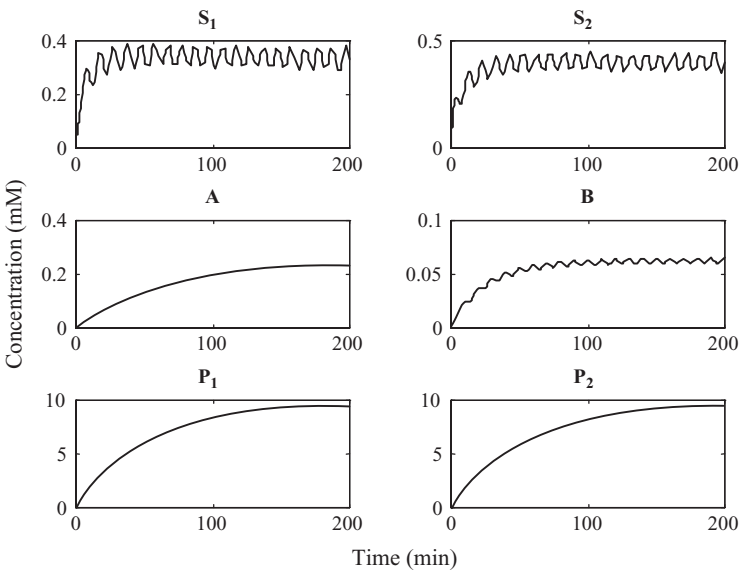 S₁ S₂
0.4 0.5
0.2
0 0
0 100 200 0 100 200
A B
0.4 0.1
0.2 0.05
0 0
0 100 200 0 100 200
P₁ P₂
10 10
5 5
0 0
0 100 200 0 100 200
Concentration (mM)
Time (min)